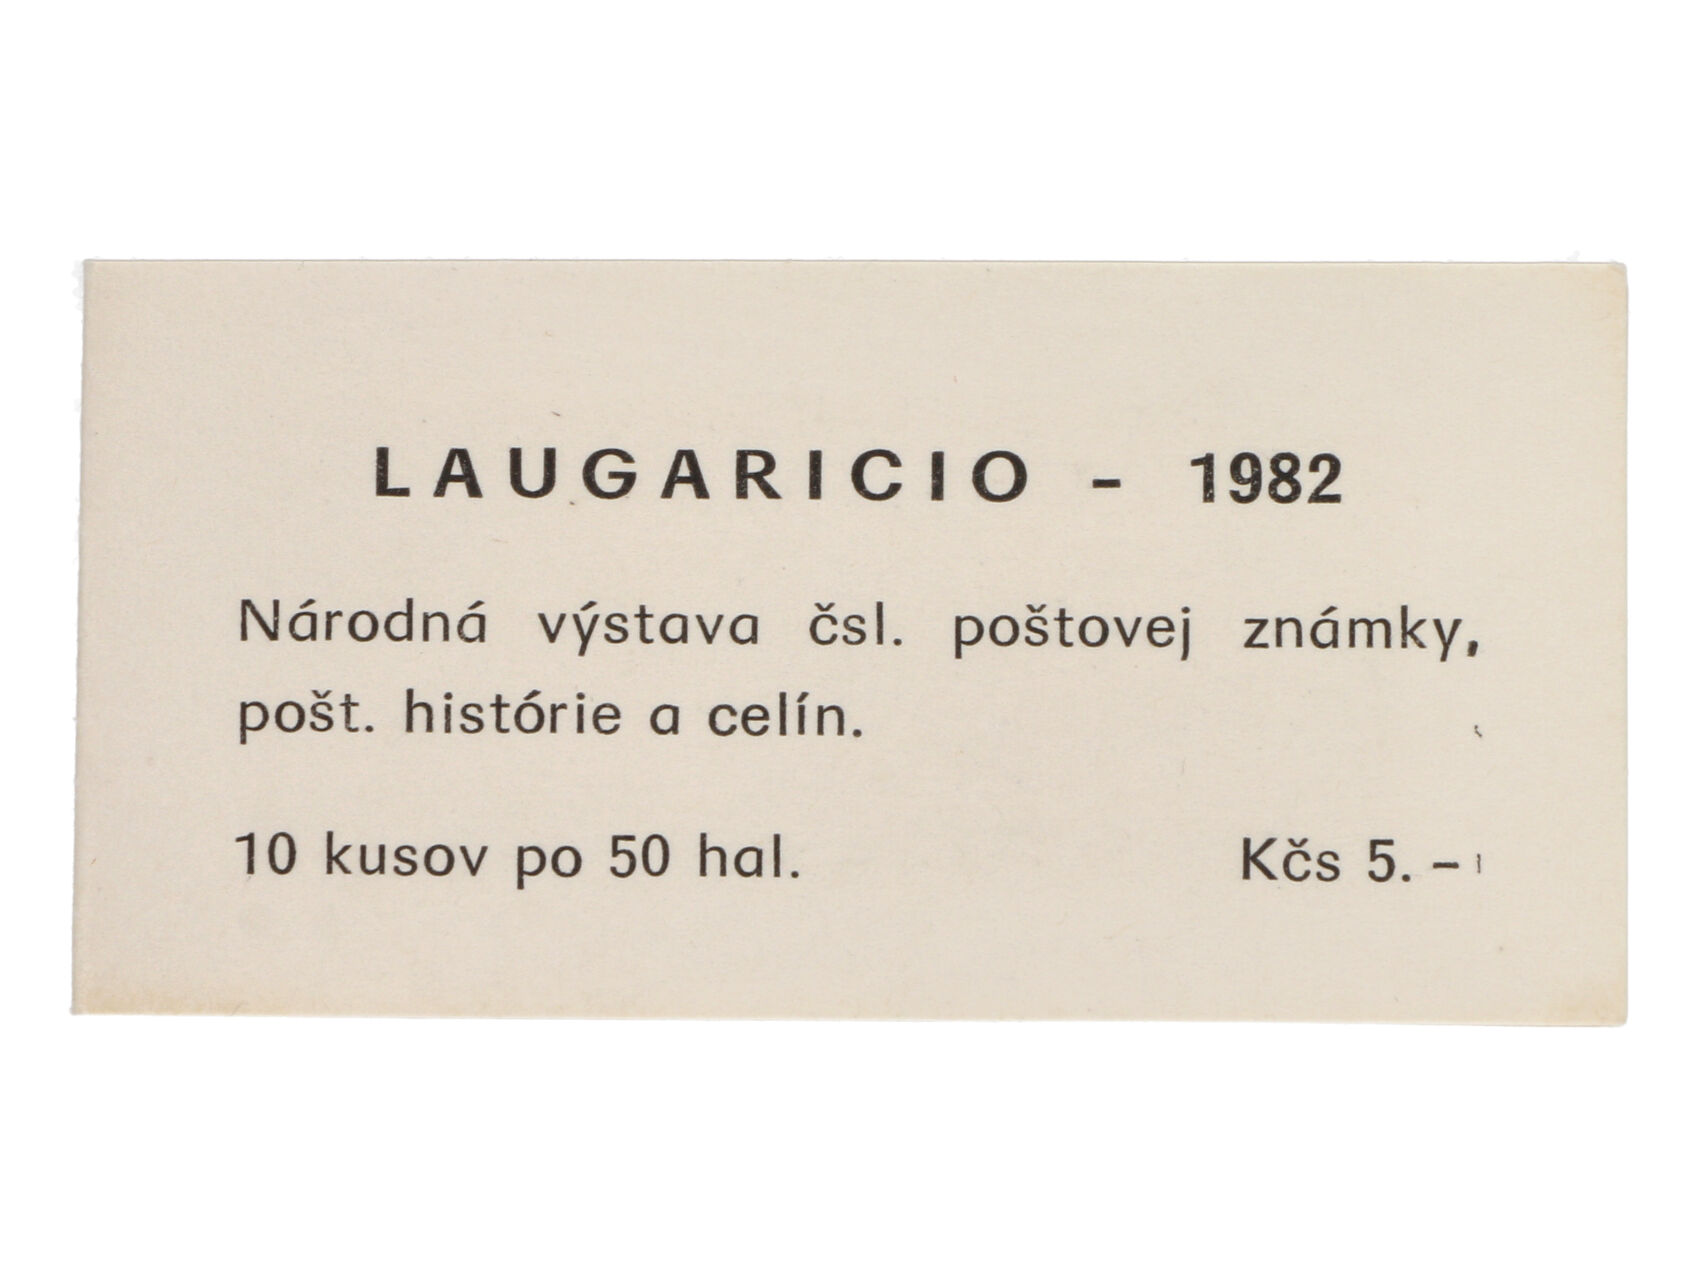 LAUGARICIO - 1982
Národná výstava čsl. poštovej známky,
pošt. histórie a celín.
10 kusov po 50 hal. Kčs 5. -